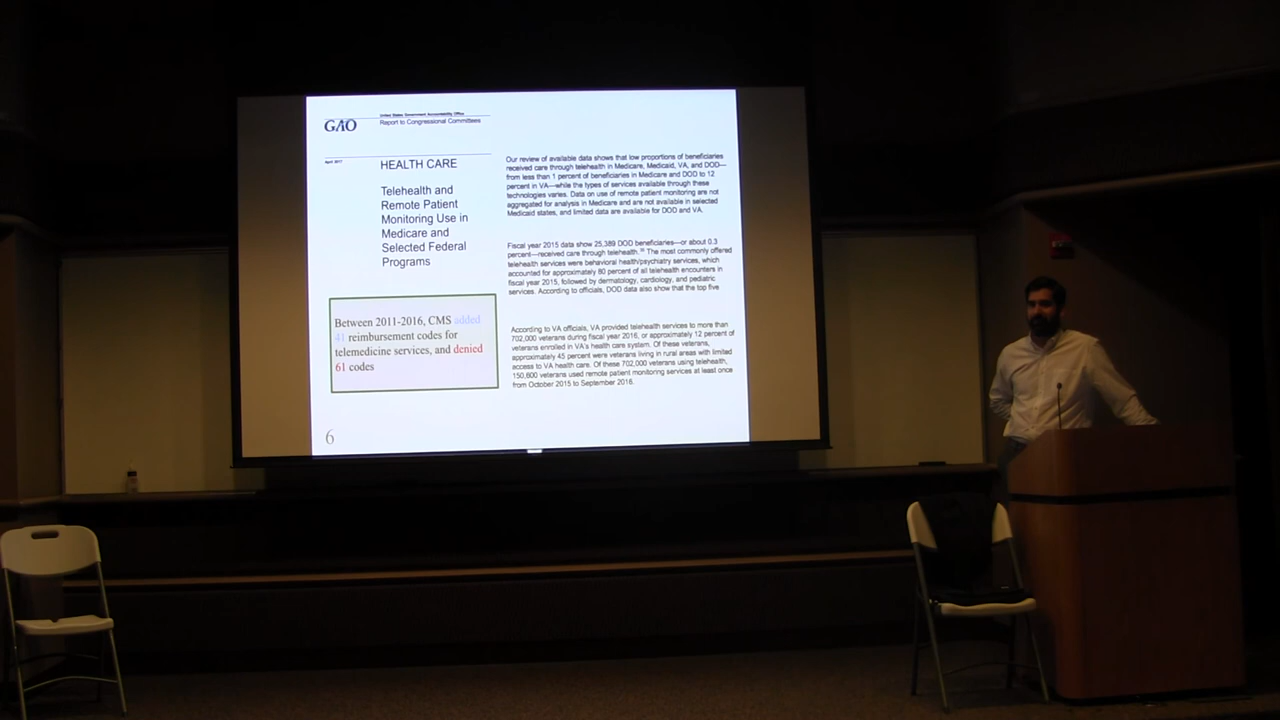 GAO
United States Government Accountability Office
Report to Congressional Committees
April 2017
HEALTH CARE
Telehealth and
Remote Patient
Monitoring Use in
Medicare and
Selected Federal
Programs
Between 2011-2016, CMS added
41 reimbursement codes for
telemedicine services, and denied
61 codes
6
Our review of available data shows that low proportions of beneficiaries
received care through telehealth in Medicare, Medicaid, VA, and DOD—
from less than 1 percent of beneficiaries in Medicare and DOD to 12
percent in VA—while the types of services available through these
technologies varies. Data on use of remote patient monitoring are not
aggregated for analysis in Medicare and are not available in selected
Medicaid states, and limited data are available for DOD and VA.
Fiscal year 2015 data show 25,389 DOD beneficiaries—or about 0.3
percent—received care through telehealth. The most commonly offered
telehealth services were behavioral health/psychiatry services, which
accounted for approximately 80 percent of all telehealth encounters in
fiscal year 2015, followed by dermatology, cardiology, and pediatric
services. According to officials, DOD data also show that the top five
According to VA officials, VA provided telehealth services to more than
702,000 veterans during fiscal year 2016, or approximately 12 percent of
veterans enrolled in VA's health care system. Of these veterans,
approximately 45 percent were veterans living in rural areas with limited
access to VA health care. Of these 702,000 veterans using telehealth,
150,600 veterans used remote patient monitoring services at least once
from October 2015 to September 2016.